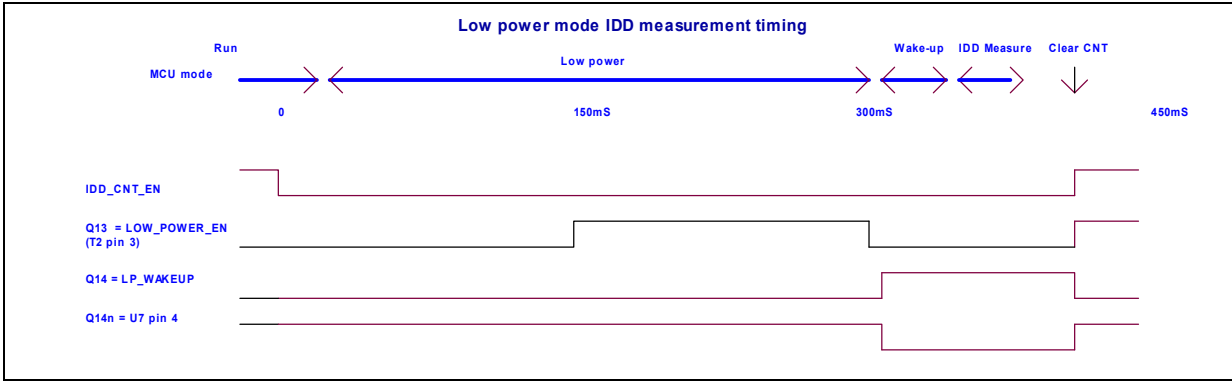 Low power mode IDD measurement timing
Run
Wake-up
IDD Measure
Clear CNT
Low power
MCU mode
0
150mS
300mS
450mS
IDD_CNT_EN
Q13 = LOW_POWER_EN
(T2 pin 3)
Q14 = LP_WAKEUP
Q14n = U7 pin 4